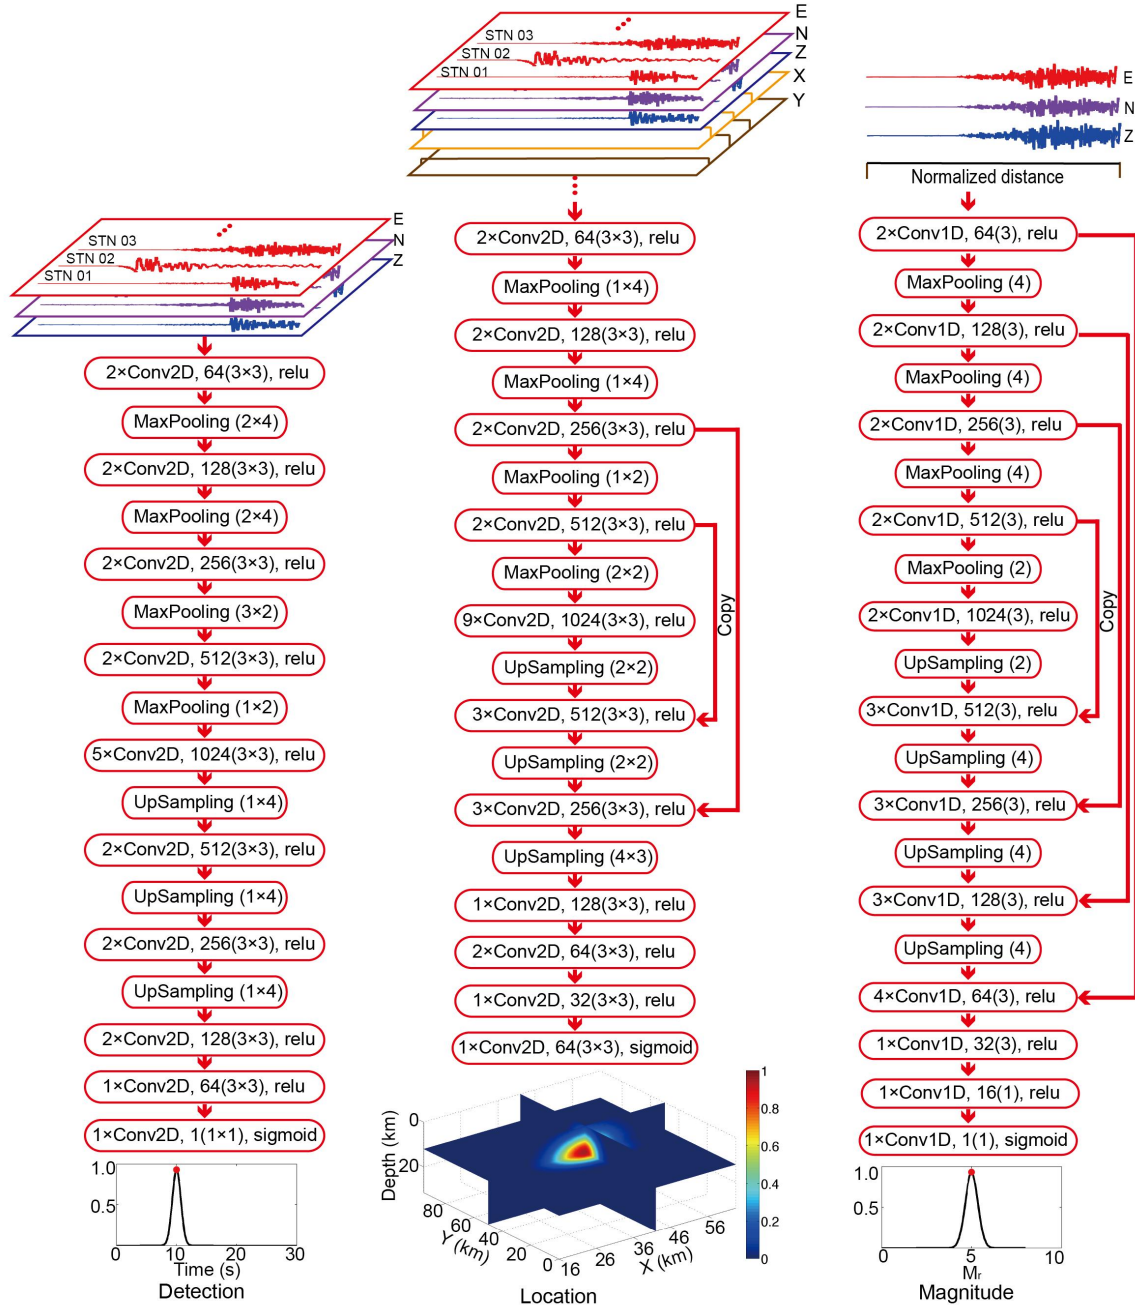 E
N
Z
STN 03
STN 02
STN 01
2×Conv2D, 64(3×3), relu
MaxPooling (2×4)
2×Conv2D, 128(3×3), relu
MaxPooling (2×4)
2×Conv2D, 256(3×3), relu
MaxPooling (3×2)
2×Conv2D, 512(3×3), relu
MaxPooling (1×2)
5×Conv2D, 1024(3×3), relu
UpSampling (1×4)
2×Conv2D, 512(3×3), relu
UpSampling (1×4)
2×Conv2D, 256(3×3), relu
UpSampling (1×4)
2×Conv2D, 128(3×3), relu
1×Conv2D, 64(3×3), relu
1×Conv2D, 1(1×1), sigmoid
1.0
0.5
0 10 20 30
Time (s)
Detection
E
N
Z
X
Y
STN 03
STN 02
STN 01
2×Conv2D, 64(3×3), relu
MaxPooling (1×4)
2×Conv2D, 128(3×3), relu
MaxPooling (1×4)
2×Conv2D, 256(3×3), relu
MaxPooling (1×2)
2×Conv2D, 512(3×3), relu
MaxPooling (2×2)
Copy
9×Conv2D, 1024(3×3), relu
UpSampling (2×2)
3×Conv2D, 512(3×3), relu
UpSampling (2×2)
3×Conv2D, 256(3×3), relu
UpSampling (4×3)
1×Conv2D, 128(3×3), relu
2×Conv2D, 64(3×3), relu
1×Conv2D, 32(3×3), relu
1×Conv2D, 64(3×3), sigmoid
1
0.8
0.6
0.4
0.2
0
Depth (km)
0
20
80
60
40
20
0
Y (km)
16
26
36
46
56
X (km)
Location
E
N
Z
Normalized distance
2×Conv1D, 64(3), relu
MaxPooling (4)
2×Conv1D, 128(3), relu
MaxPooling (4)
2×Conv1D, 256(3), relu
MaxPooling (4)
2×Conv1D, 512(3), relu
MaxPooling (2)
Copy
2×Conv1D, 1024(3), relu
UpSampling (2)
3×Conv1D, 512(3), relu
UpSampling (4)
3×Conv1D, 256(3), relu
UpSampling (4)
3×Conv1D, 128(3), relu
UpSampling (4)
4×Conv1D, 64(3), relu
1×Conv1D, 32(3), relu
1×Conv1D, 16(1), relu
1×Conv1D, 1(1), sigmoid
1.0
0.5
0 5 10
Mr
Magnitude